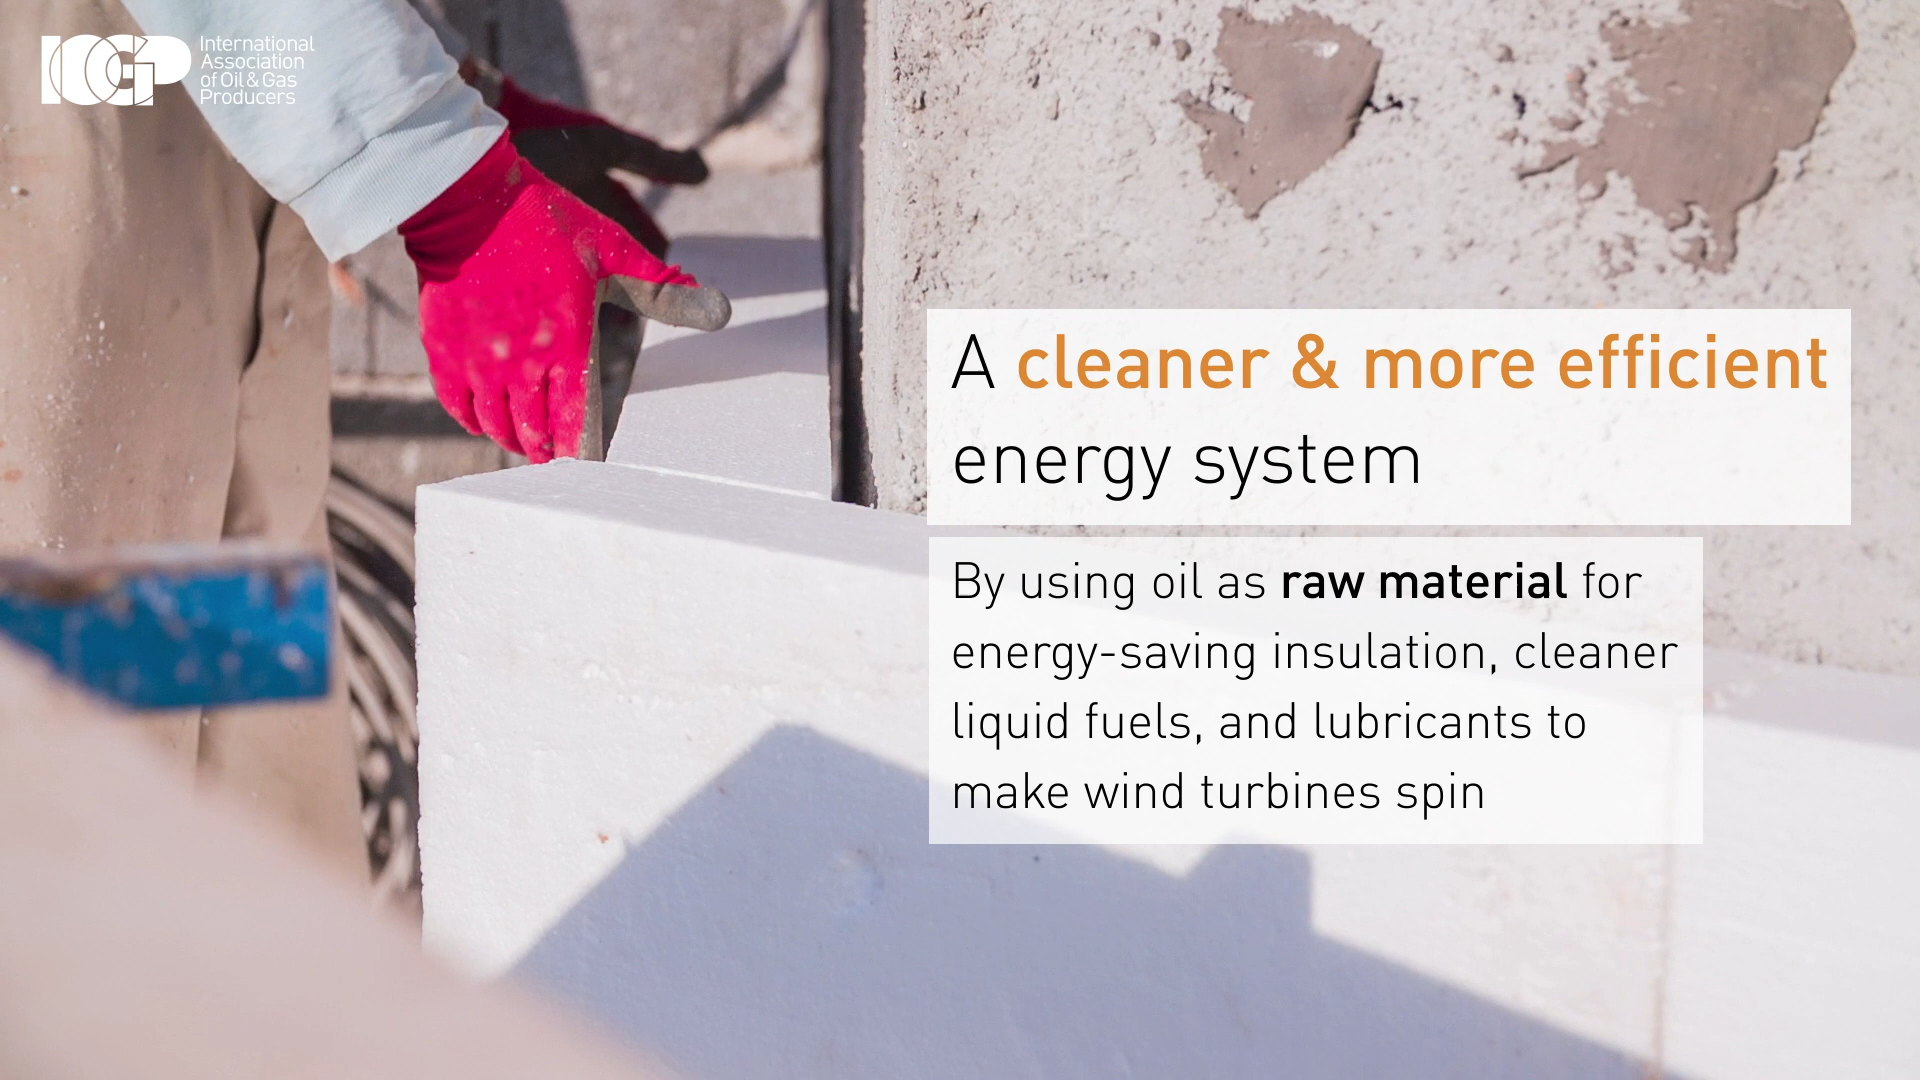 IOGP
International
Association
of Oil & Gas
Producers
A cleaner & more efficient
energy system
By using oil as raw material for
energy-saving insulation, cleaner
liquid fuels, and lubricants to
make wind turbines spin